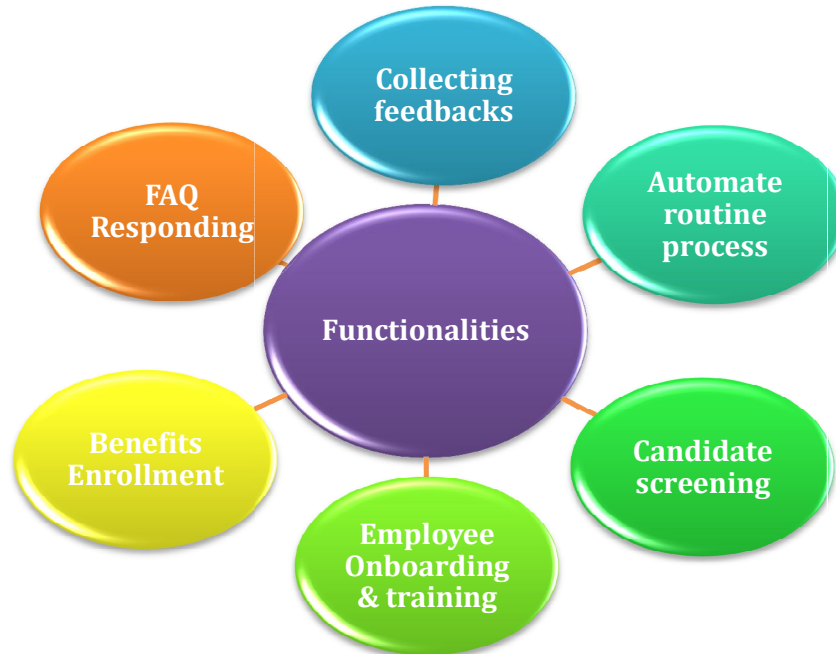 Collecting
feedbacks
FAQ
Responding
Automate
routine
process
Functionalities
Benefits
Enrollment
Candidate
screening
Employee
Onboarding
& training